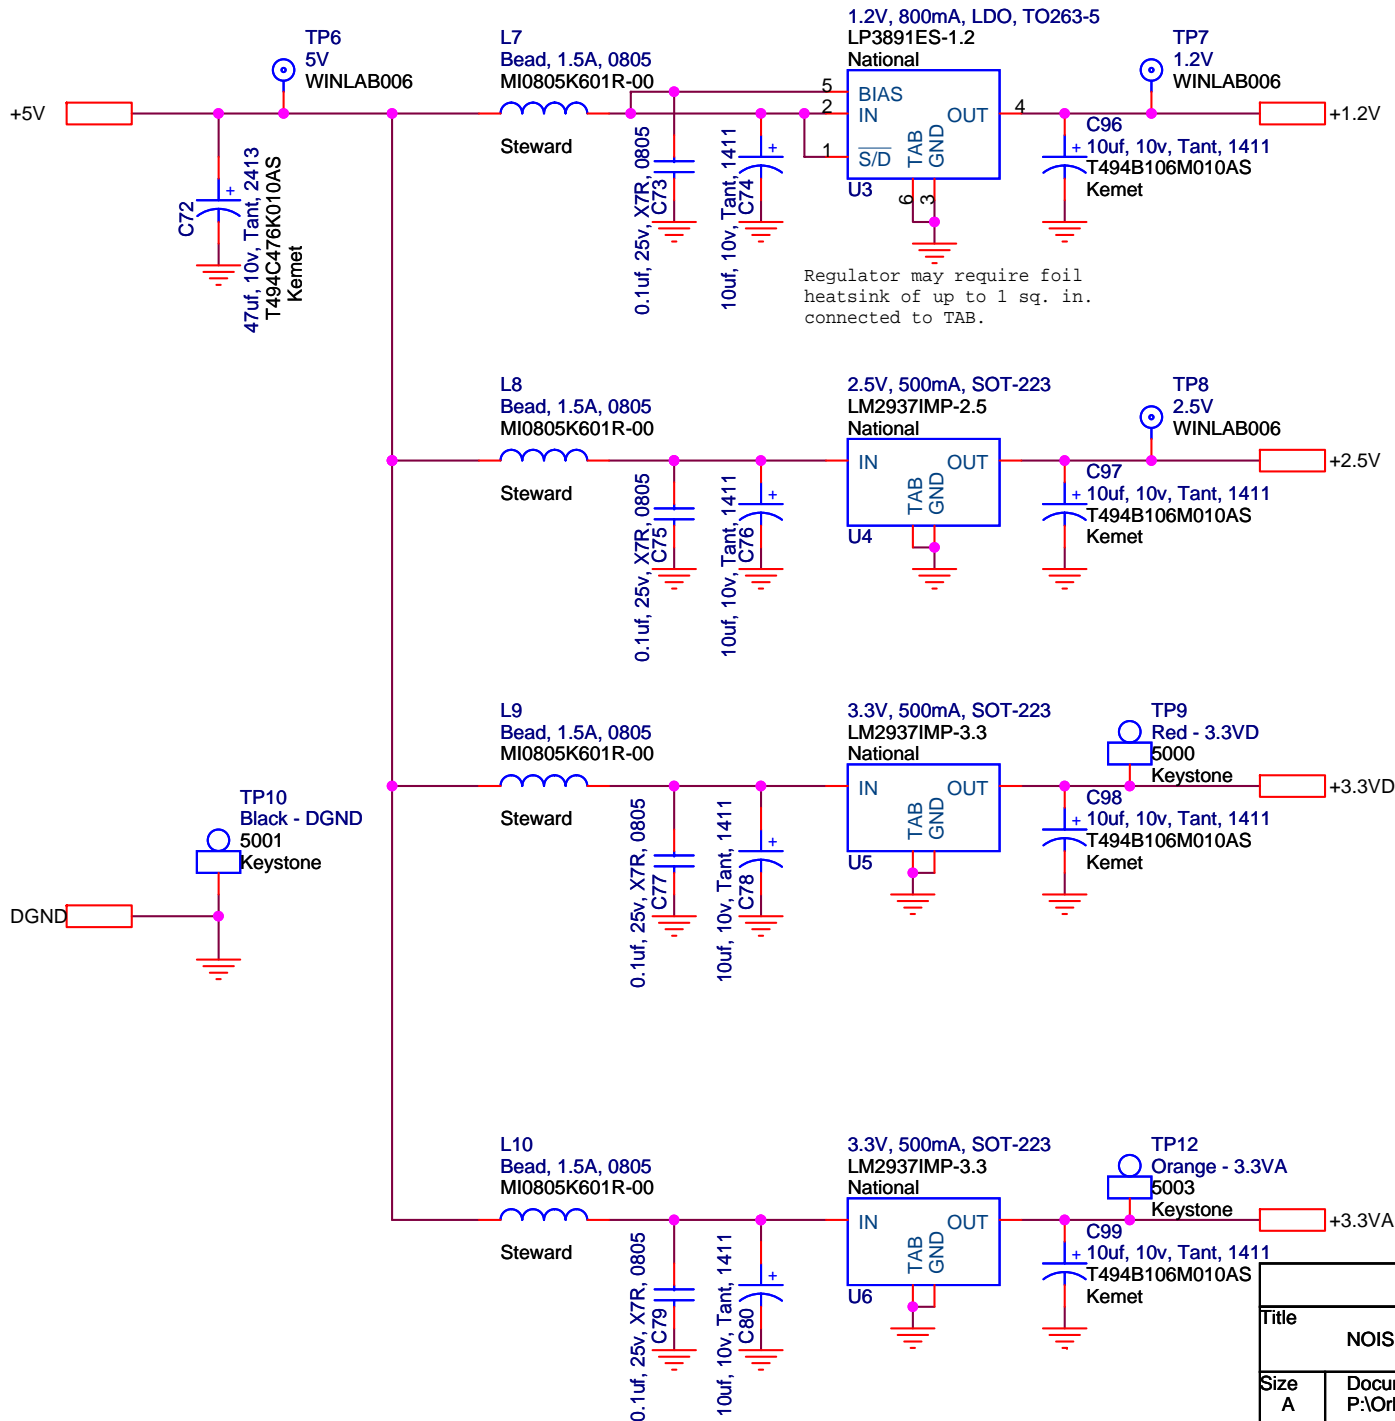 TP6
5V
WINLAB006
+5V
C72
47uf, 10v, Tant, 2413
T494C476K010AS
Kemet
L7
Bead, 1.5A, 0805
MI0805K601R-00
Steward
0.1uf, 25v, X7R, 0805
C73
10uf, 10v, Tant, 1411
C74
+
1.2V, 800mA, LDO, TO263-5
LP3891ES-1.2
National
5
2
1
BIAS
IN
S/D
OUT
TAB
GND
4
6
3
U3
Regulator may require foil
heatsink of up to 1 sq. in.
connected to TAB.
TP7
1.2V
WINLAB006
+1.2V
C96
+ 10uf, 10v, Tant, 1411
T494B106M010AS
Kemet
L8
Bead, 1.5A, 0805
MI0805K601R-00
Steward
0.1uf, 25v, X7R, 0805
C75
10uf, 10v, Tant, 1411
C76
+
2.5V, 500mA, SOT-223
LM2937IMP-2.5
National
IN
OUT
TAB
GND
U4
TP8
2.5V
WINLAB006
+2.5V
C97
+ 10uf, 10v, Tant, 1411
T494B106M010AS
Kemet
L9
Bead, 1.5A, 0805
MI0805K601R-00
Steward
0.1uf, 25v, X7R, 0805
C77
10uf, 10v, Tant, 1411
C78
+
3.3V, 500mA, SOT-223
LM2937IMP-3.3
National
IN
OUT
TAB
GND
U5
TP9
Red - 3.3VD
5000
Keystone
+3.3VD
C98
+ 10uf, 10v, Tant, 1411
T494B106M010AS
Kemet
TP10
Black - DGND
5001
Keystone
DGND
L10
Bead, 1.5A, 0805
MI0805K601R-00
Steward
0.1uf, 25v, X7R, 0805
C79
10uf, 10v, Tant, 1411
C80
+
3.3V, 500mA, SOT-223
LM2937IMP-3.3
National
IN
OUT
TAB
GND
U6
TP12
Orange - 3.3VA
5003
Keystone
+3.3VA
C99
+ 10uf, 10v, Tant, 1411
T494B106M010AS
Kemet
Title
NOIS
Size
A
Docu